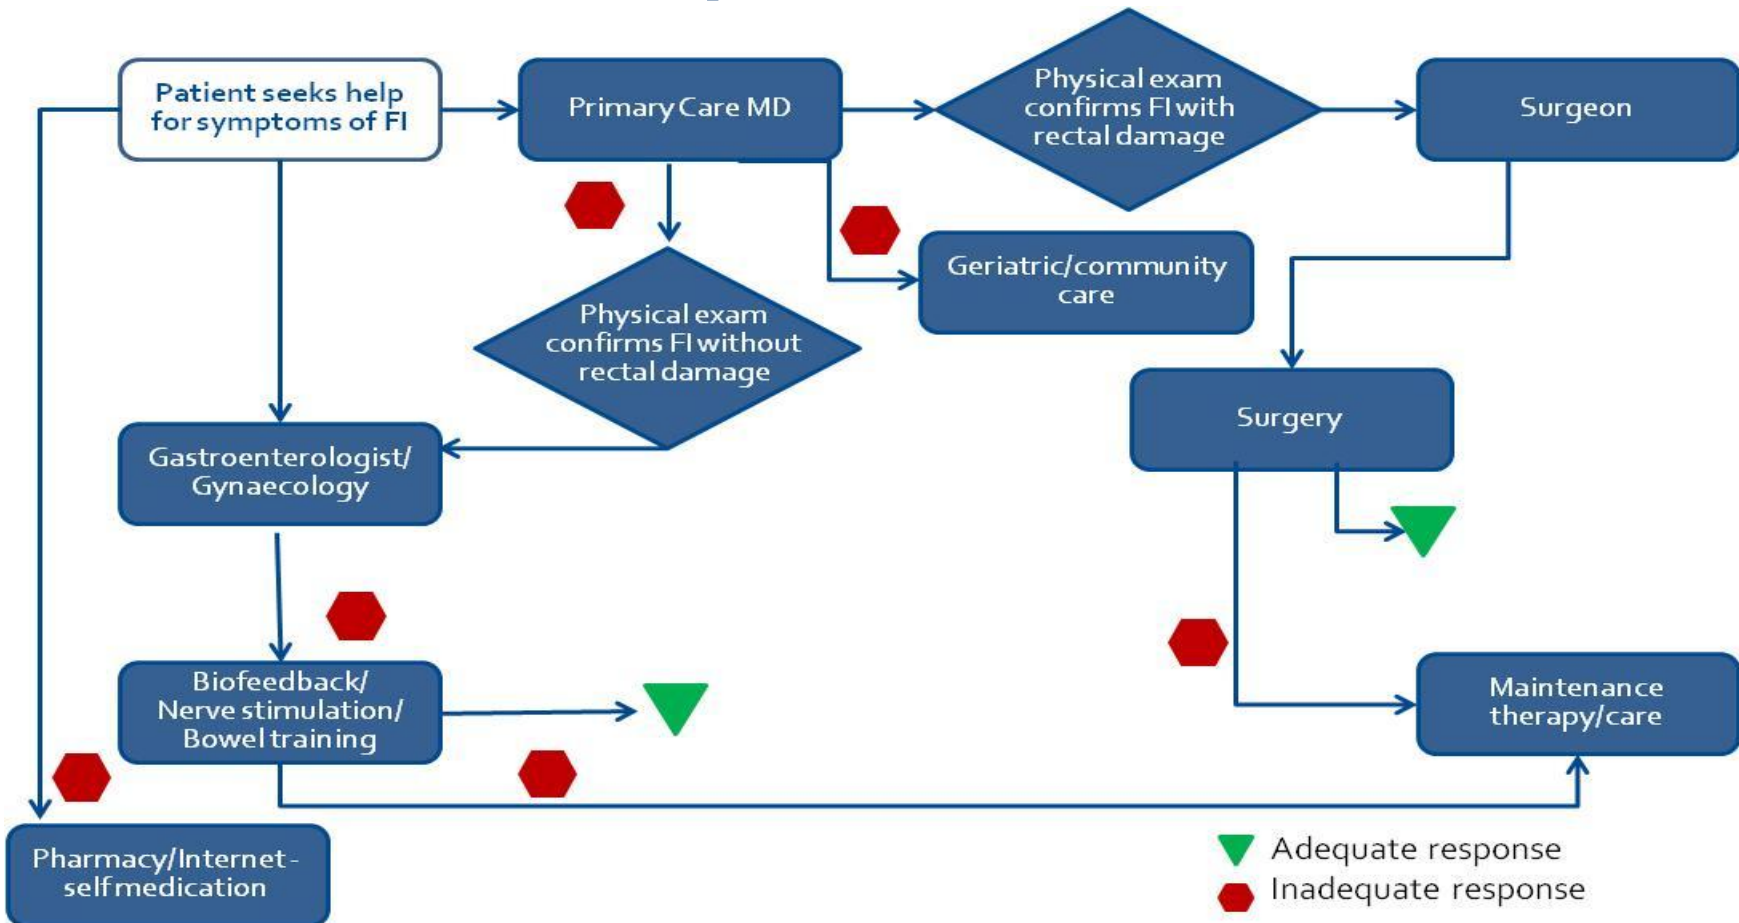 Patient seeks help
for symptoms of FI
Primary Care MD
Physical exam
confirms FI with
rectal damage
Surgeon
Geriatric/community
care
Physical exam
confirms FI without
rectal damage
Surgery
Gastroenterologist/
Gynaecology
Biofeedback/
Nerve stimulation/
Bowel training
Maintenance
therapy/care
Pharmacy/Internet-
self medication
Adequate response
Inadequate response